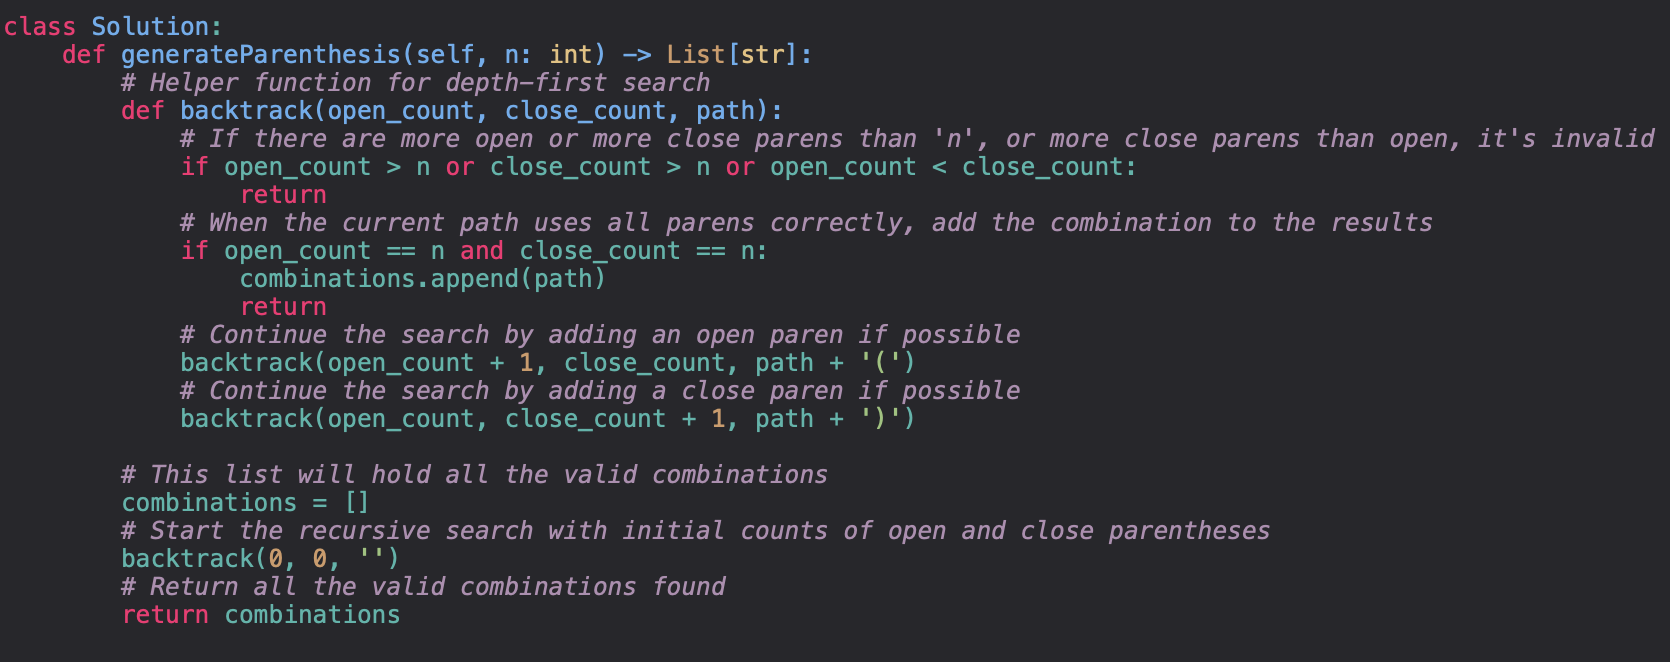 class Solution:
    def generateParenthesis(self, n: int) -> List[str]:
        # Helper function for depth-first search
        def backtrack(open_count, close_count, path):
            # If there are more open or more close parens than 'n', or more close parens than open, it's invalid
            if open_count > n or close_count > n or open_count < close_count:
                return
            # When the current path uses all parens correctly, add the combination to the results
            if open_count == n and close_count == n:
                combinations.append(path)
                return
            # Continue the search by adding an open paren if possible
            backtrack(open_count + 1, close_count, path + '(')
            # Continue the search by adding a close paren if possible
            backtrack(open_count, close_count + 1, path + ')')

        # This list will hold all the valid combinations
        combinations = []
        # Start the recursive search with initial counts of open and close parentheses
        backtrack(0, 0, '')
        # Return all the valid combinations found
        return combinations